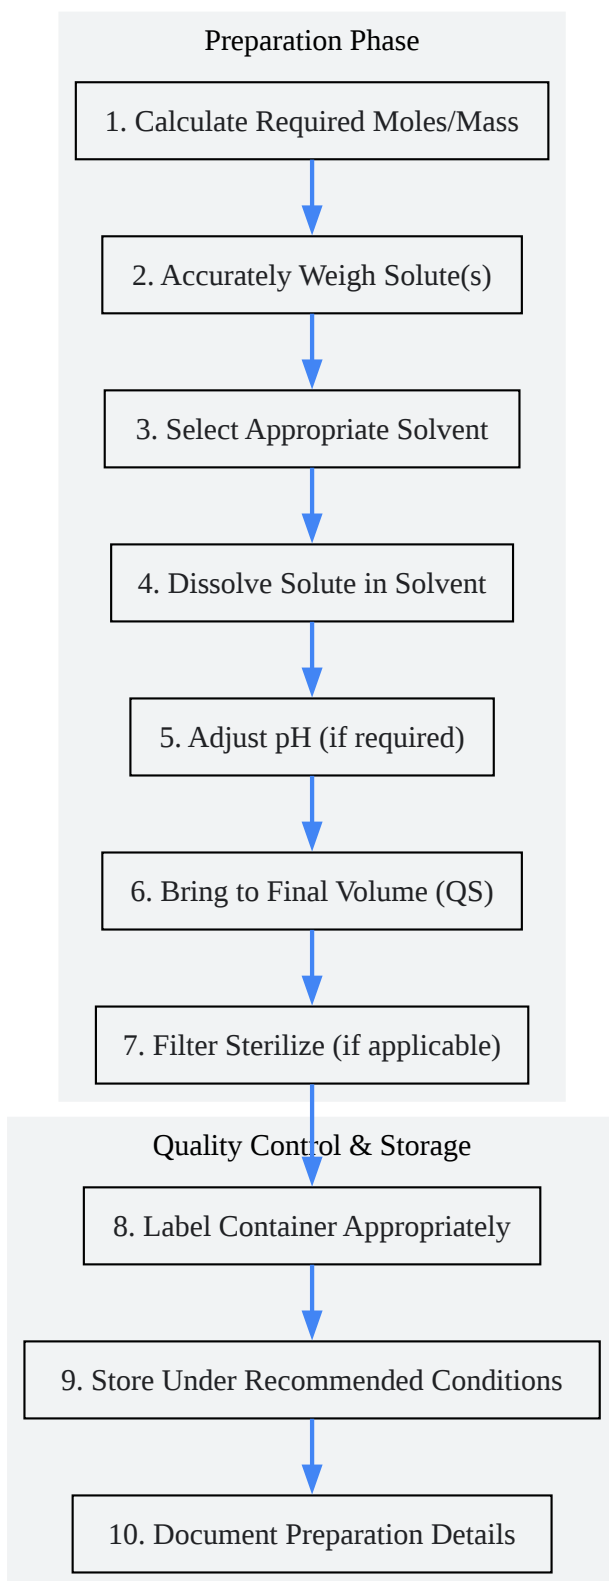 Preparation Phase
1. Calculate Required Moles/Mass
2. Accurately Weigh Solute(s)
3. Select Appropriate Solvent
4. Dissolve Solute in Solvent
5. Adjust pH (if required)
6. Bring to Final Volume (QS)
7. Filter Sterilize (if applicable)
Quality Control & Storage
8. Label Container Appropriately
9. Store Under Recommended Conditions
10. Document Preparation Details